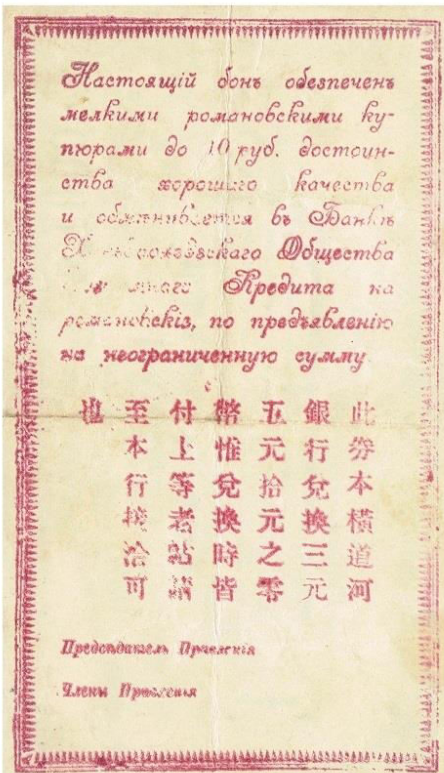 Настоящій бонъ обезпеченъ
мелкими романовскими ку-
пюрами до 10 руб. достоин-
ства хорошаго качества
и обмѣнивается въ Банкѣ
Общества
Кредита на
романовскія, по предъявленію
на неограниченную сумму.
此券本橫道河
銀行兌換三元
五元拾元之零
幣惟兌換時皆
付上等老
至本行接洽可
也
Предсѣдатель Правленія
Члены Правленія